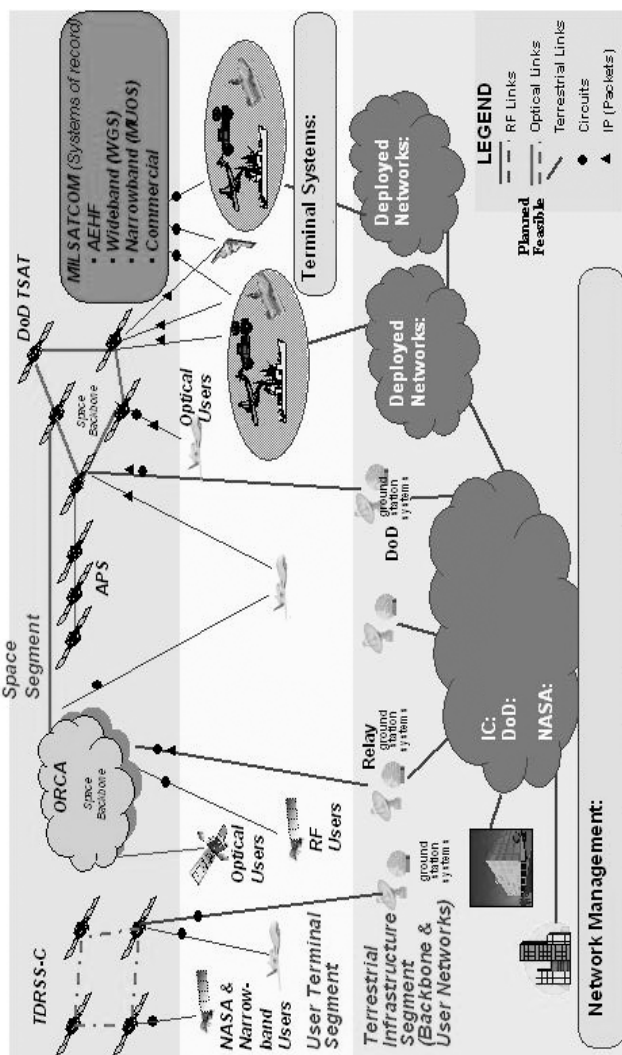 Space
Segment
TDRSS-C
ORCA
Space
Backbone
APS
Space
Backbone
DoD TSAT
MILSATCOM (Systems of record)
• AEHF
• Wideband (WGS)
• Narrowband (MUOS)
• Commercial
NASA &
Narrow-
band
Users
Optical
Users
RF
Users
Optical
Users
User Terminal
Segment
Terminal Systems:
Terrestrial
Infrastructure
Segment
(Backbone &
User Networks)
ground
station
systems
Relay
ground
station
systems
DoD
ground
station
systems
Deployed
Networks:
Deployed
Networks:
IC:
DoD:
NASA:
LEGEND
RF Links
Planned
Feasible
Optical Links
Terrestrial Links
Circuits
IP (Packets)
Network Management: